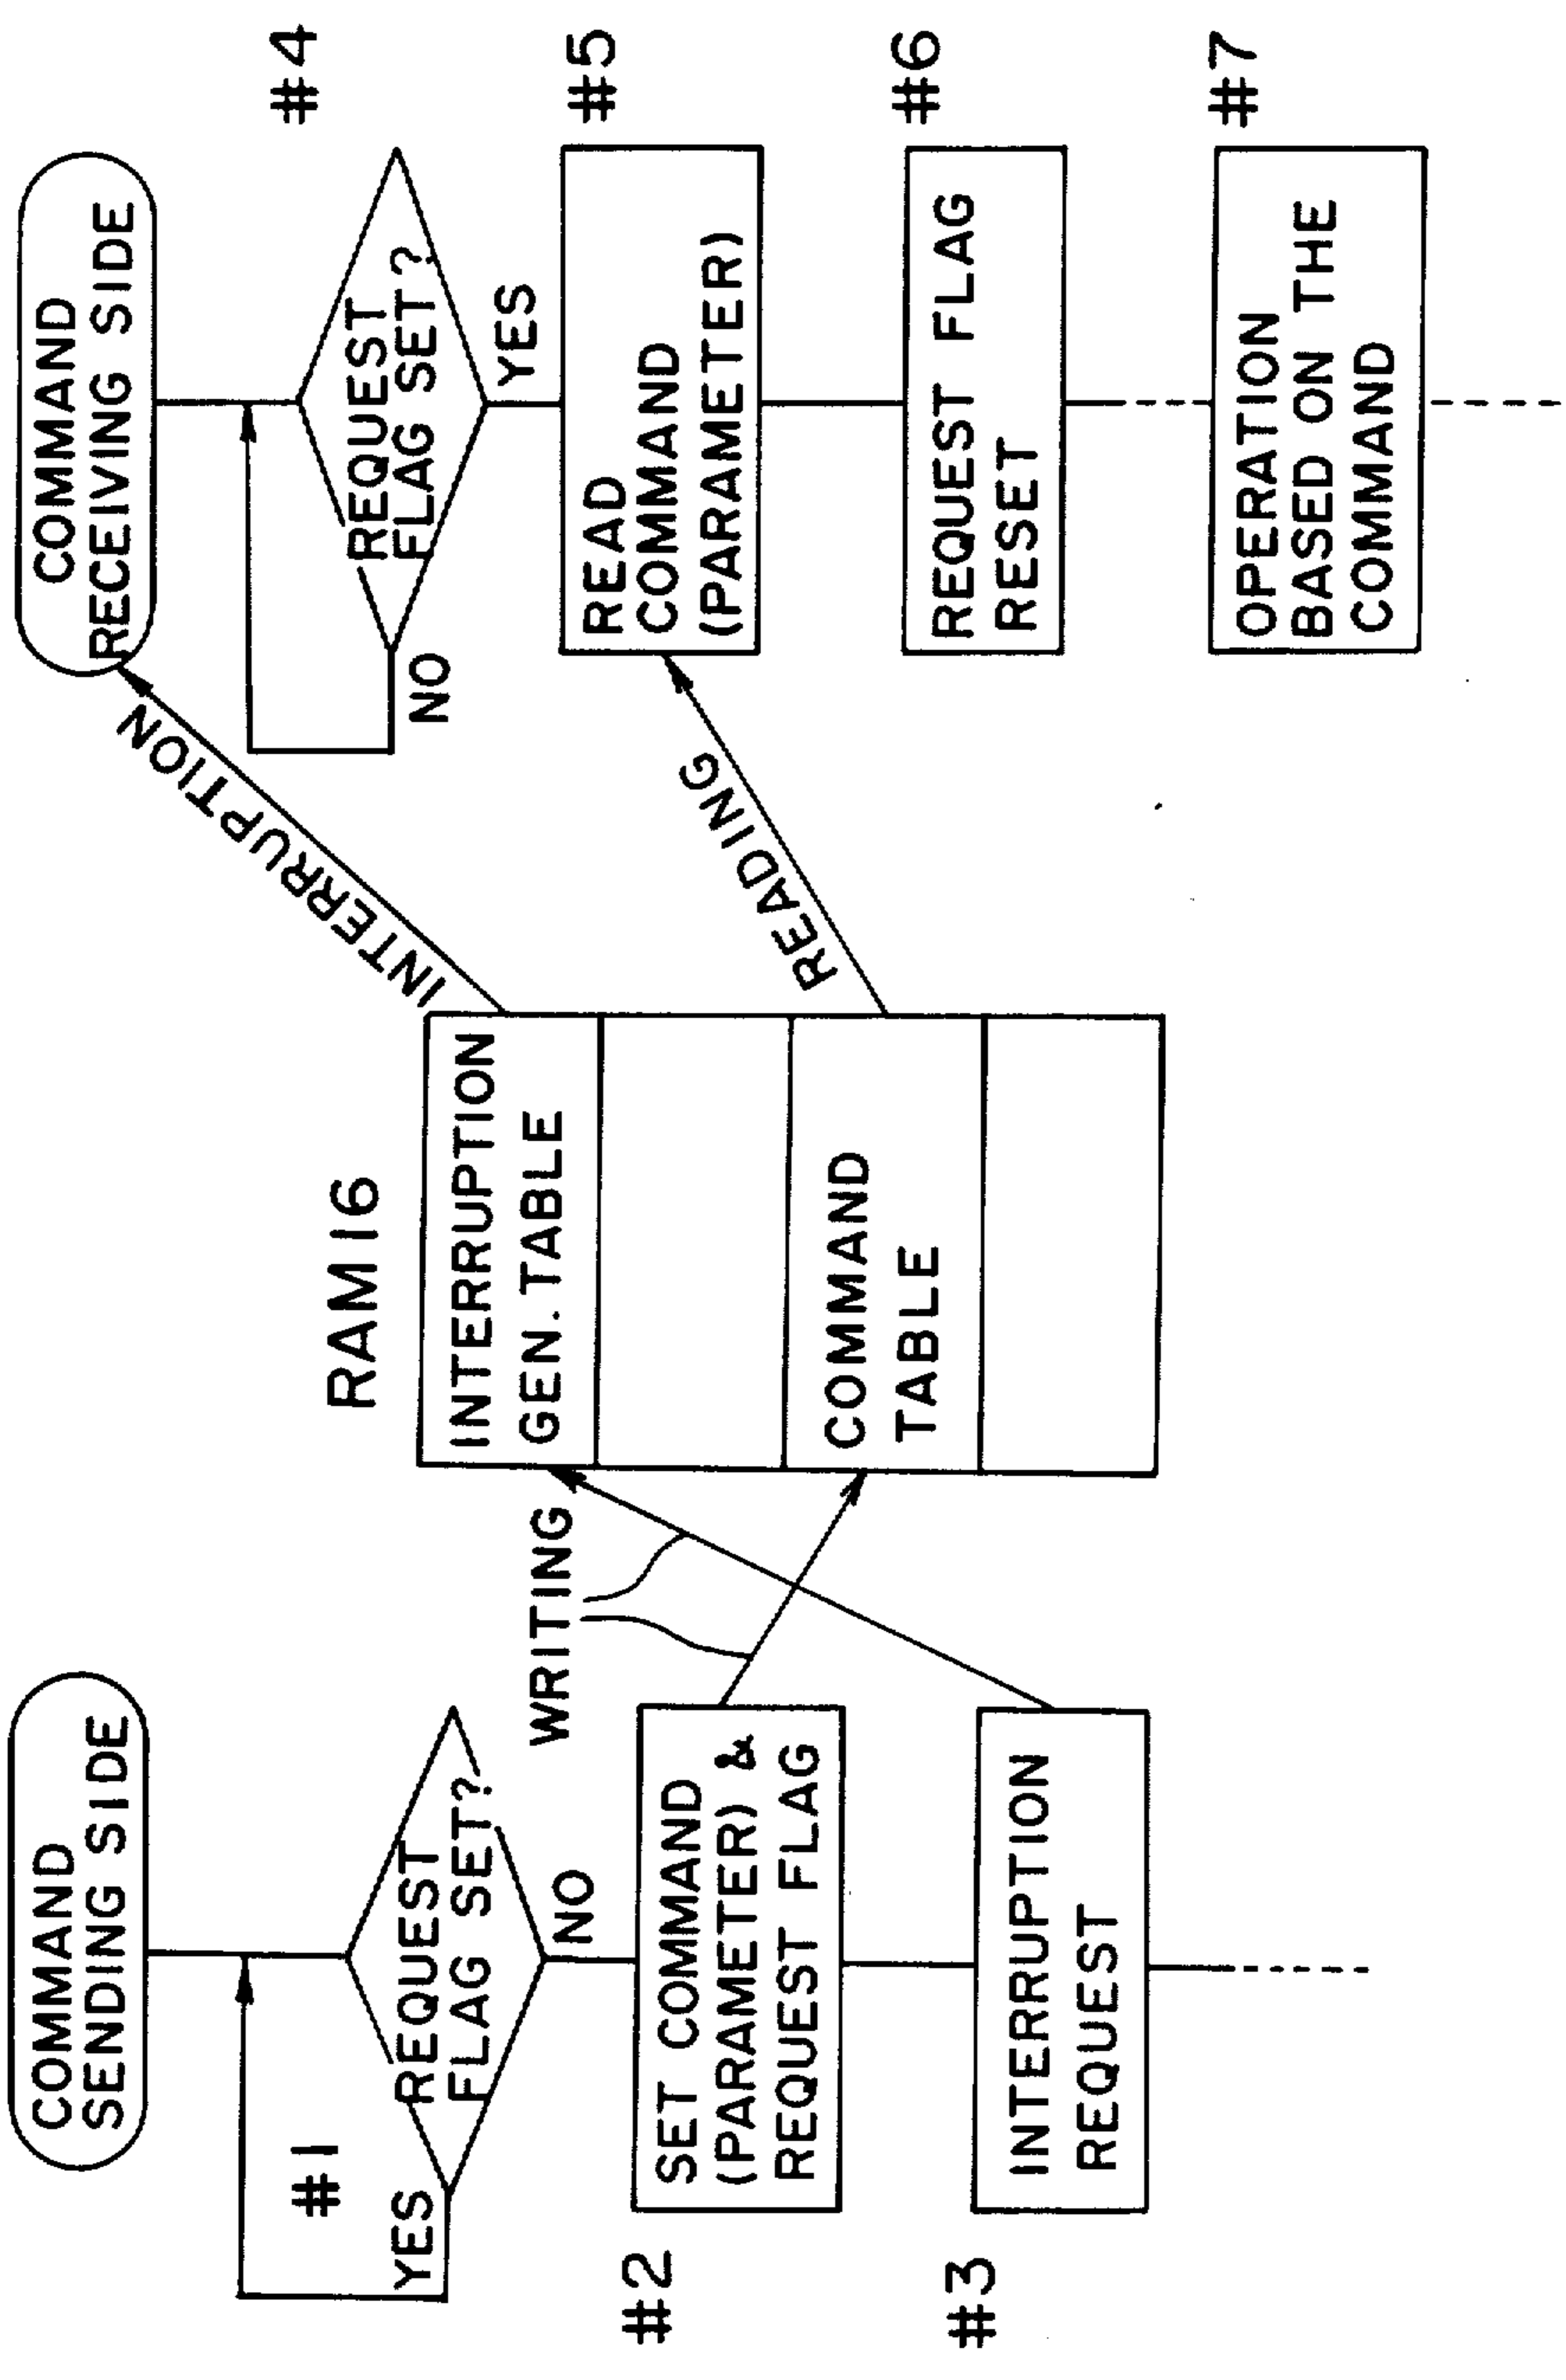 COMMAND
SENDING SIDE
#1
REQUEST
FLAG SET?
YES
NO
#2
SET COMMAND
(PARAMETER) &
REQUEST FLAG
#3
INTERRUPTION
REQUEST
WRITING
RAM16
INTERRUPTION
GEN.TABLE
COMMAND
TABLE
INTERRUPTION
READING
COMMAND
RECEIVING SIDE
#4
REQUEST
FLAG SET?
NO
YES
#5
READ
COMMAND
(PARAMETER)
#6
REQUEST FLAG
RESET
#7
OPERATION
BASED ON THE
COMMAND